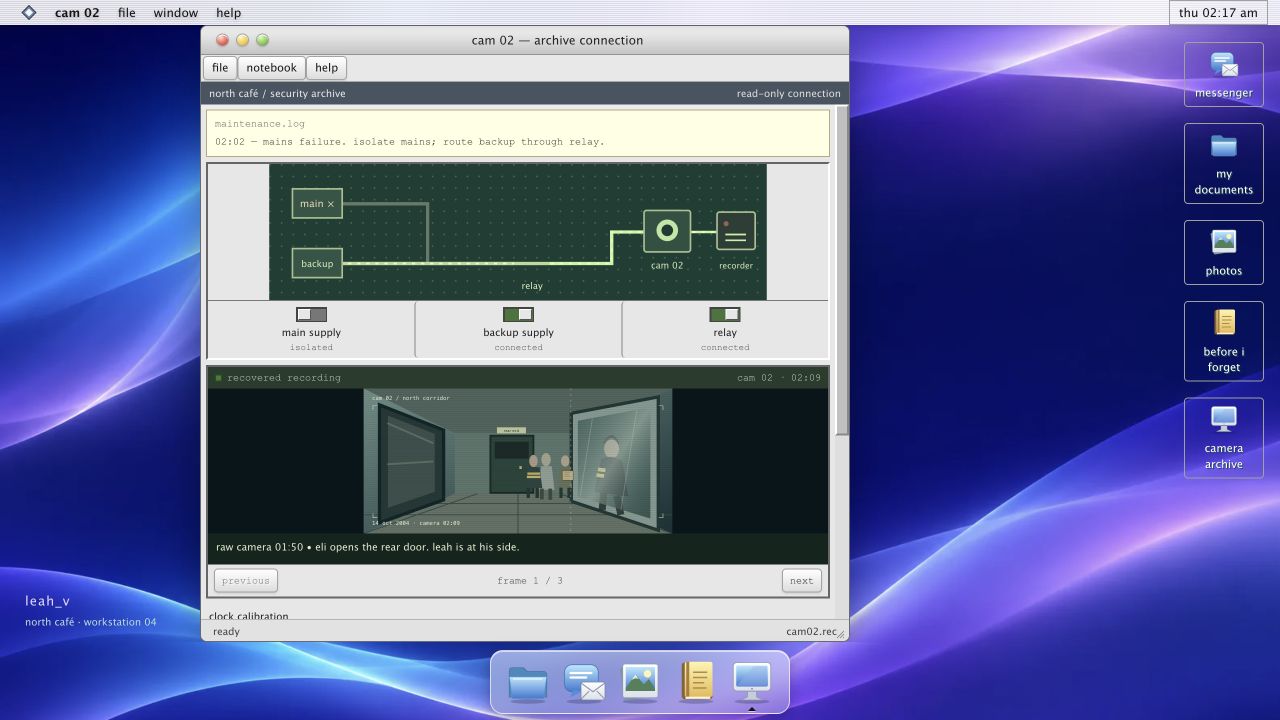 cam 02 file window help thu 02:17 am
cam 02 — archive connection
file notebook help
north café / security archive read-only connection
maintenance.log
02:02 — mains failure. isolate mains; route backup through relay.
main ×
backup
cam 02
recorder
relay
main supply
isolated
backup supply
connected
relay
connected
recovered recording cam 02 · 02:09
cam 02 / north corridor
14 oct 2004 · camera 02:09
raw camera 01:50 • eli opens the rear door. leah is at his side.
previous frame 1 / 3 next
clock calibration
ready cam02.rec
messenger
my
documents
photos
before i
forget
camera
archive
leah_v
north café · workstation 04